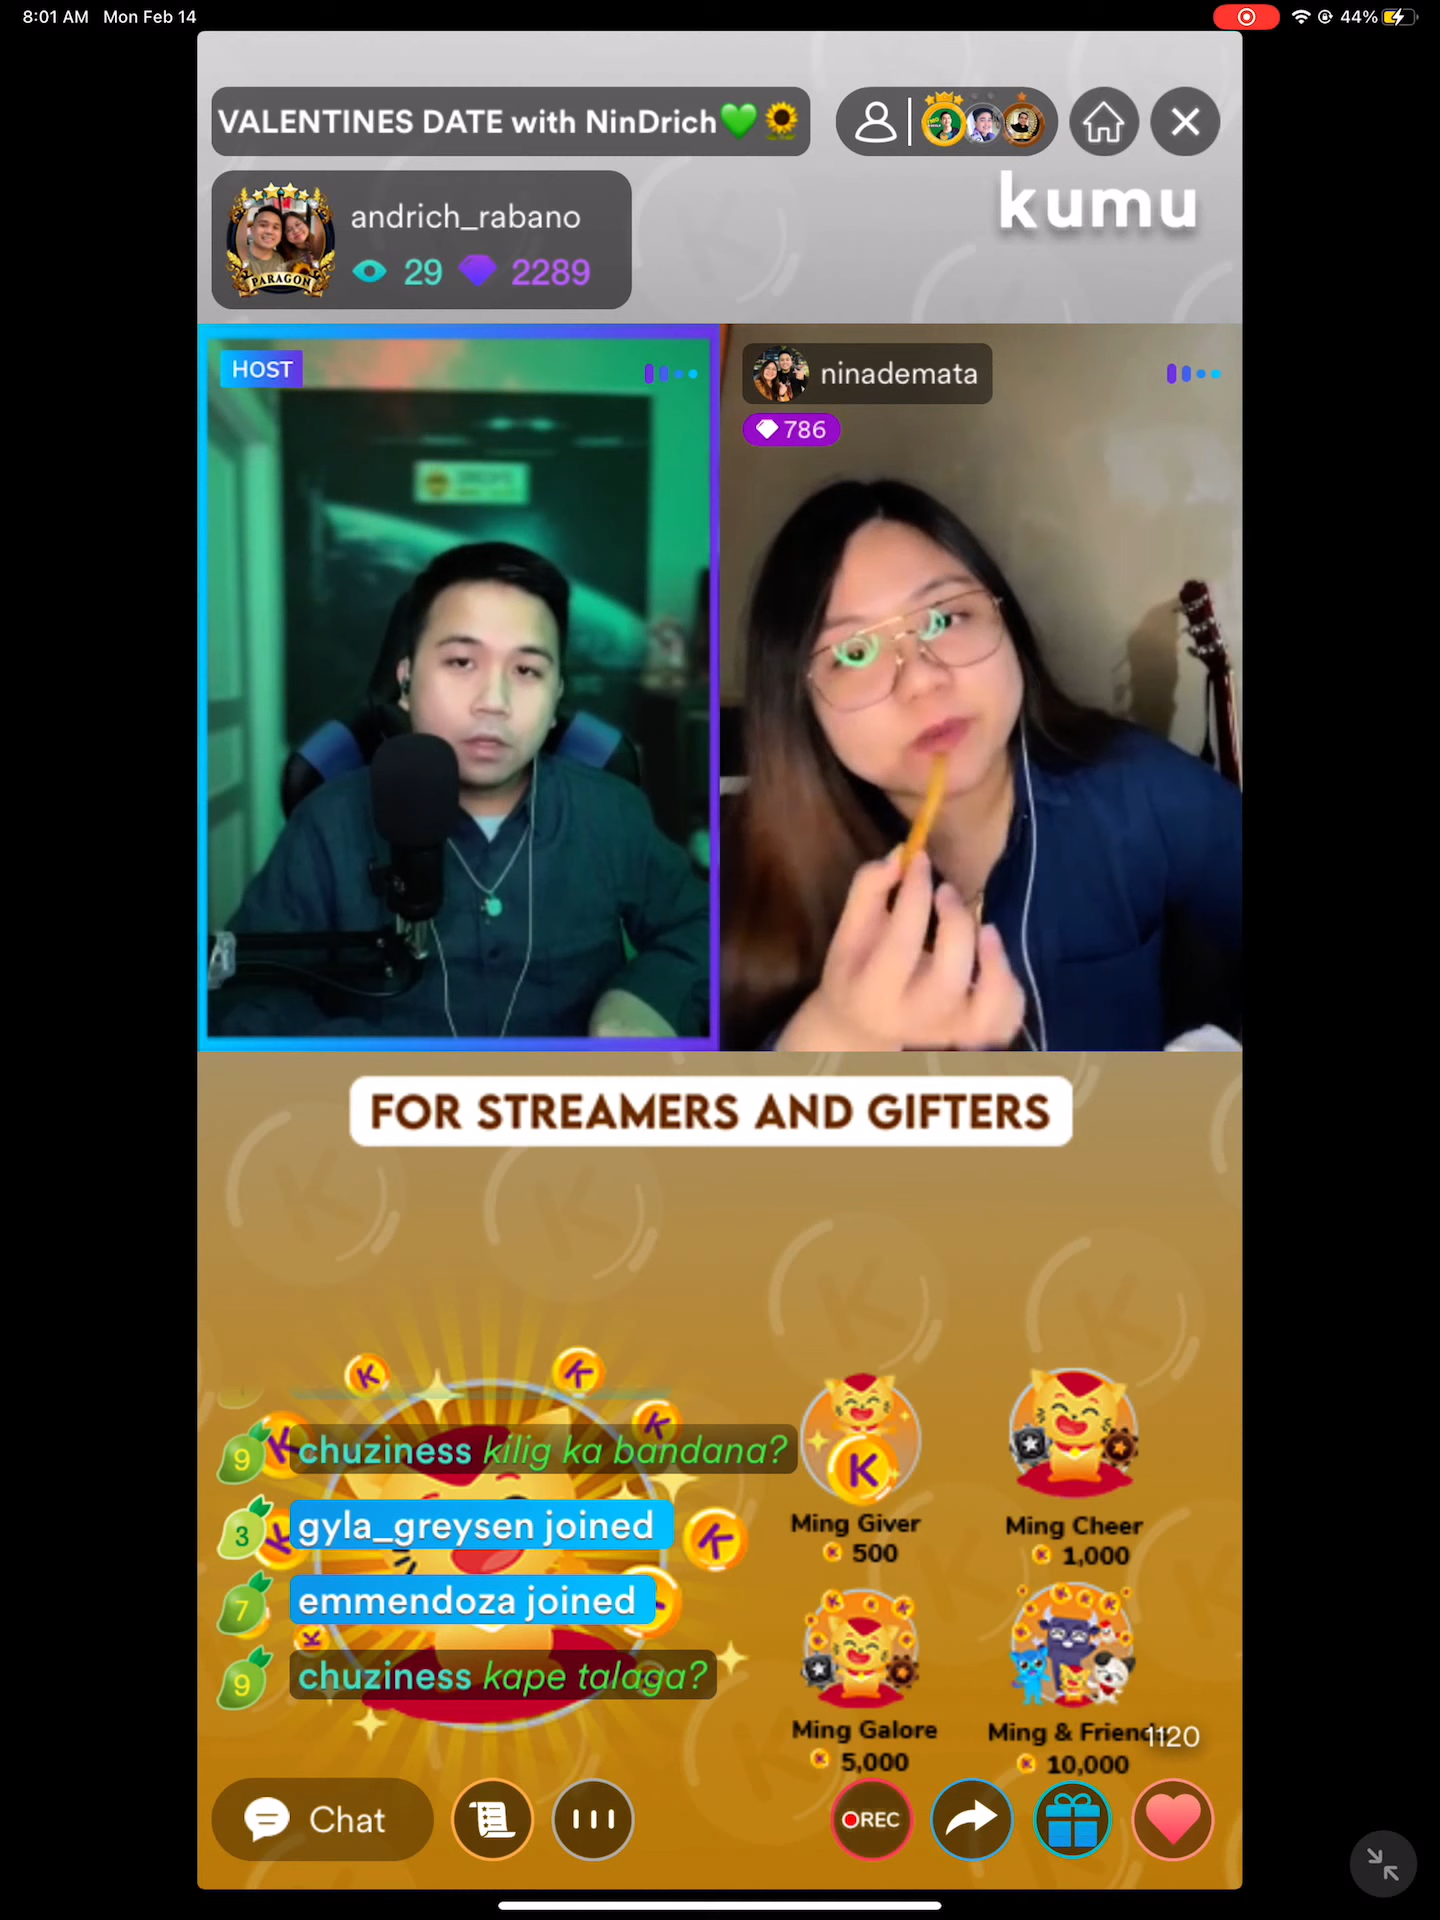 8:01 AM Mon Feb 14
44%
VALENTINES DATE with NinDrich💚🌻
kumu
andrich_rabano
29 2289
PARAGON
HOST
ninademata
786
FOR STREAMERS AND GIFTERS
9 chuziness kilig ka bandana?
3 gyla_greysen joined
7 emmendoza joined
9 chuziness kape talaga?
Ming Giver
500
Ming Cheer
1,000
Ming Galore
5,000
Ming & Friends
10,000
1120
Chat
REC